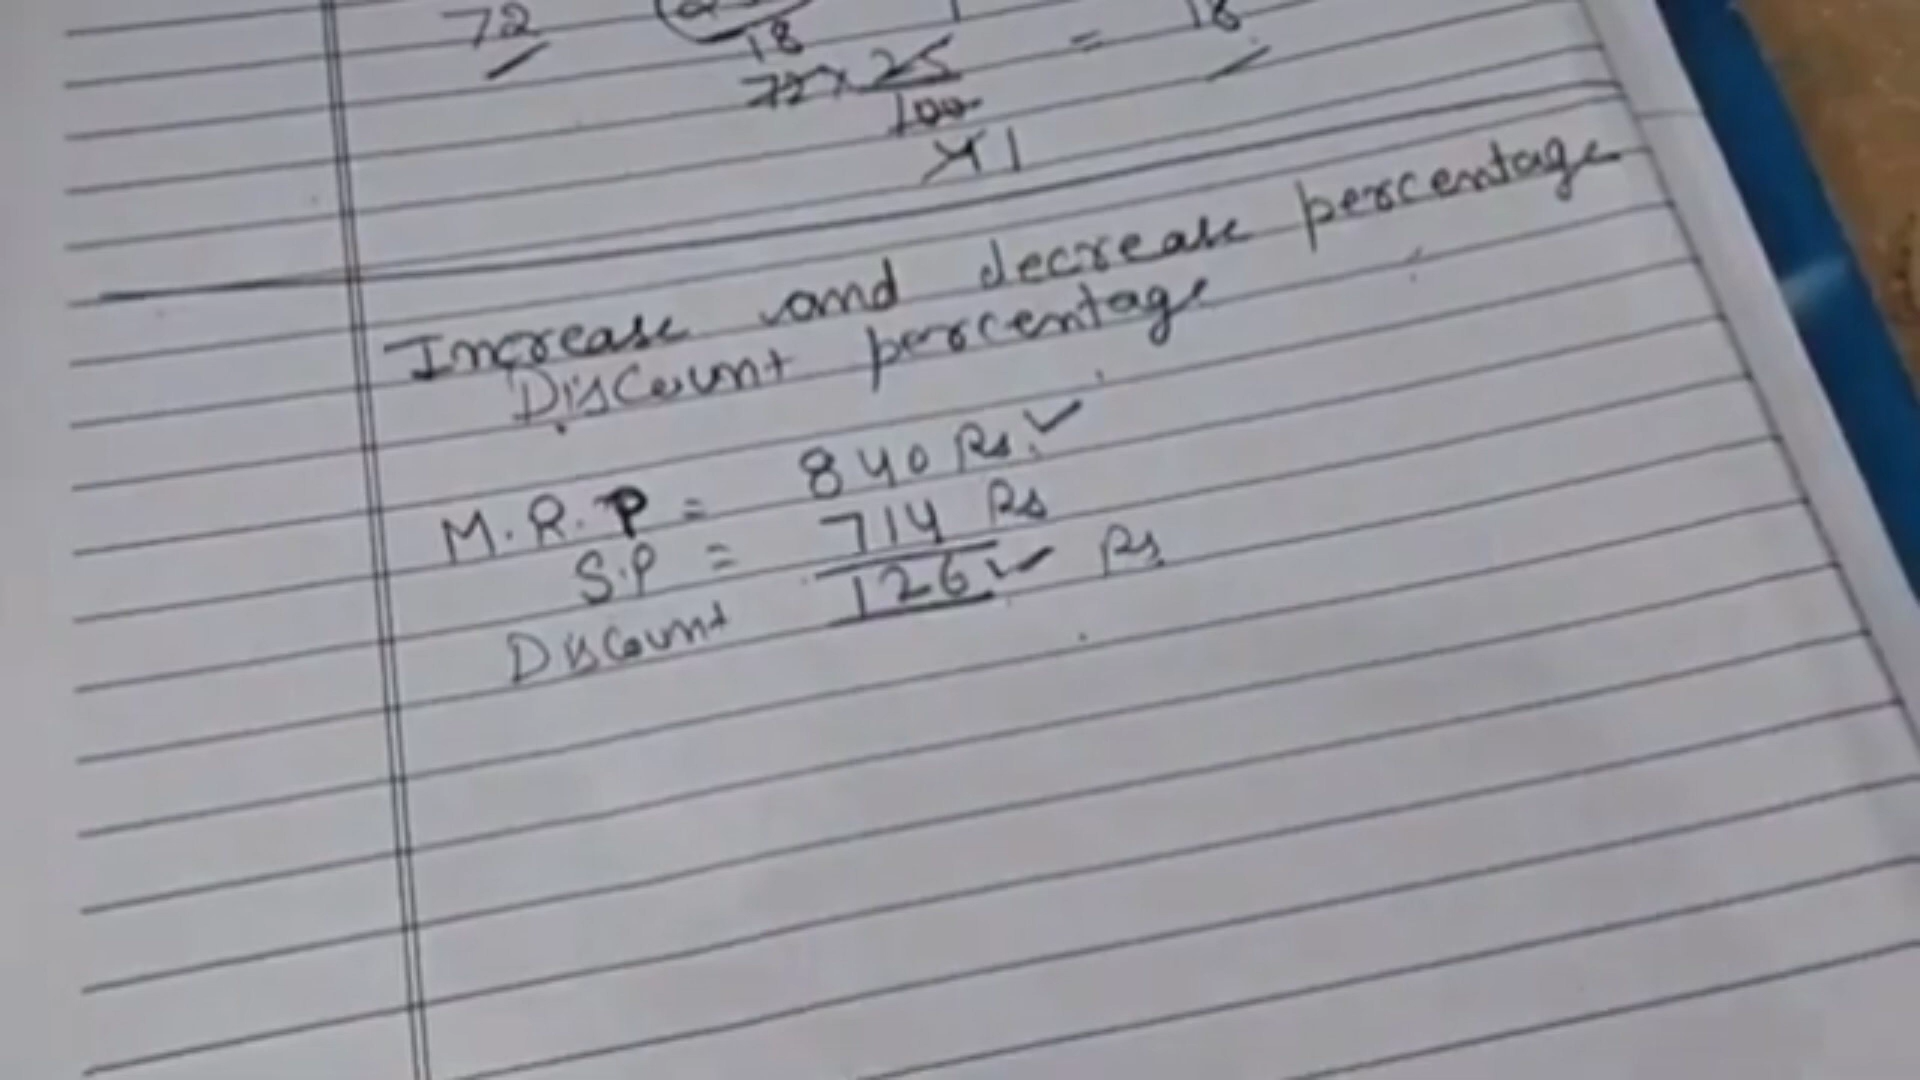 72
18
72 × 25 = 18
100
41
Increase and decrease percentage
Discount percentage
M.R.P = 840 Rs.
S.P = 714 Rs
Discount 126 Rs